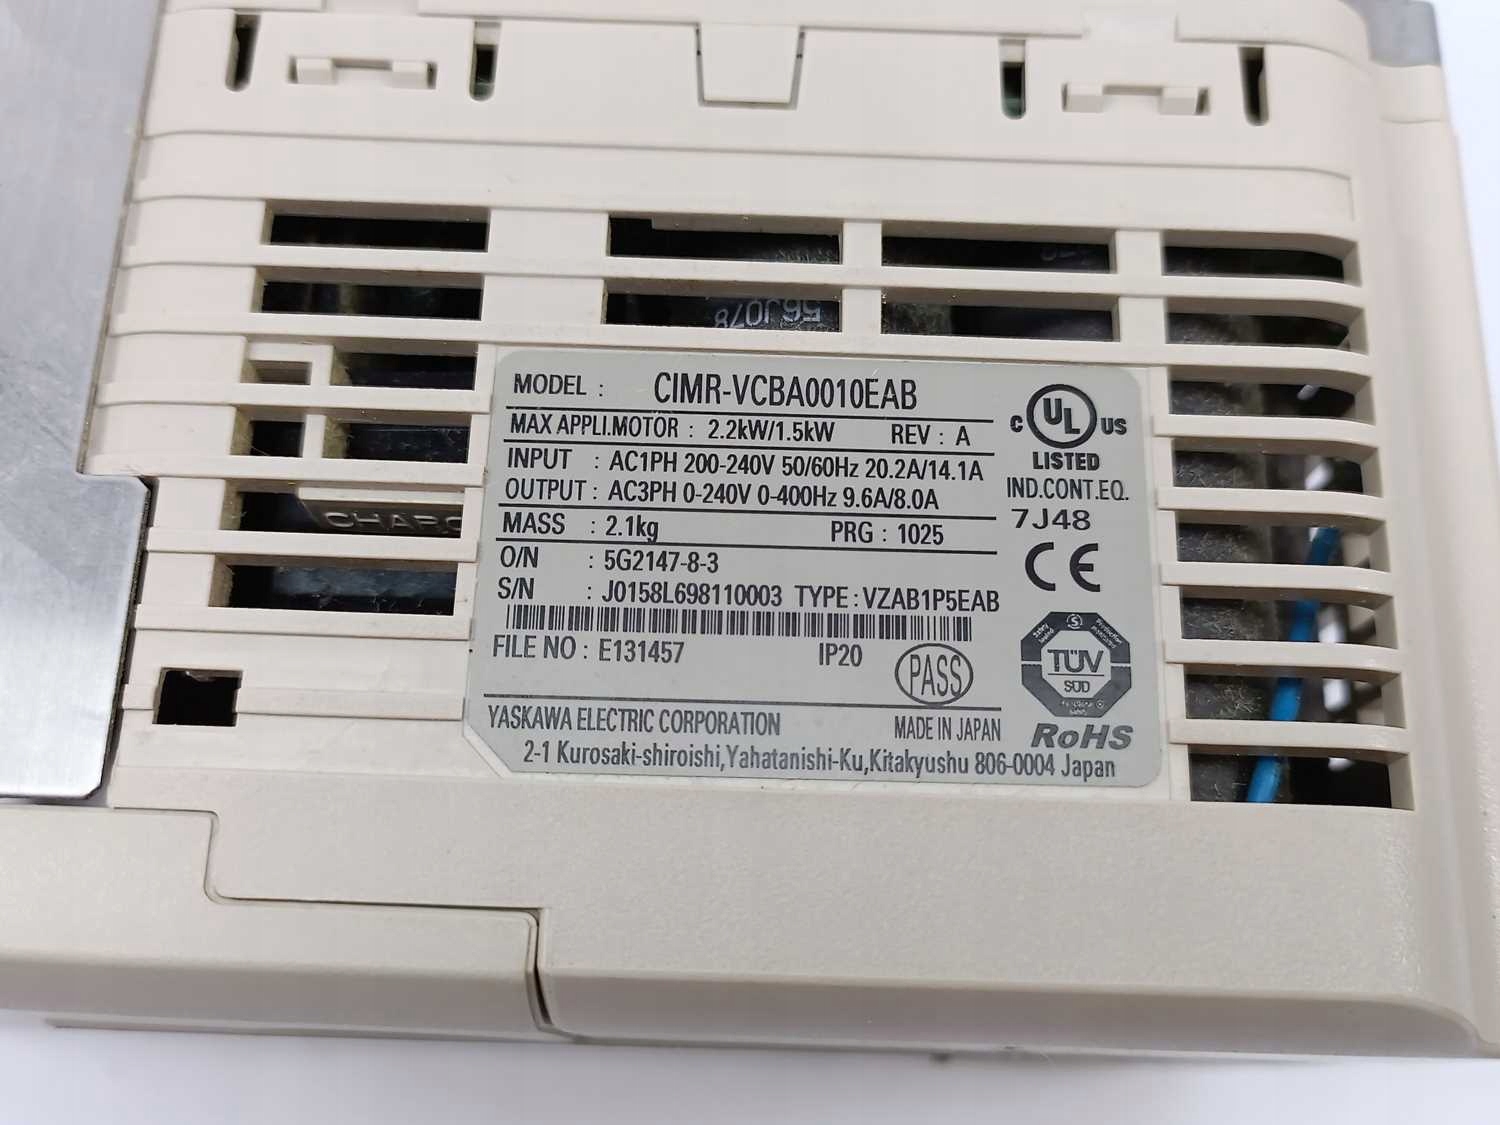 56J078
CHARG
MODEL : CIMR-VCBA0010EAB
MAX APPLI.MOTOR : 2.2kW/1.5kW REV : A
INPUT : AC1PH 200-240V 50/60Hz 20.2A/14.1A
OUTPUT : AC3PH 0-240V 0-400Hz 9.6A/8.0A
MASS : 2.1kg PRG : 1025
O/N : 5G2147-8-3
S/N : J0158L698110003 TYPE : VZAB1P5EAB
FILE NO : E131457 IP20 PASS
YASKAWA ELECTRIC CORPORATION MADE IN JAPAN
2-1 Kurosaki-shiroishi,Yahatanishi-Ku,Kitakyushu 806-0004 Japan
C UL US
LISTED
IND.CONT.EQ.
7J48
CE
TÜV
SÜD
RoHS